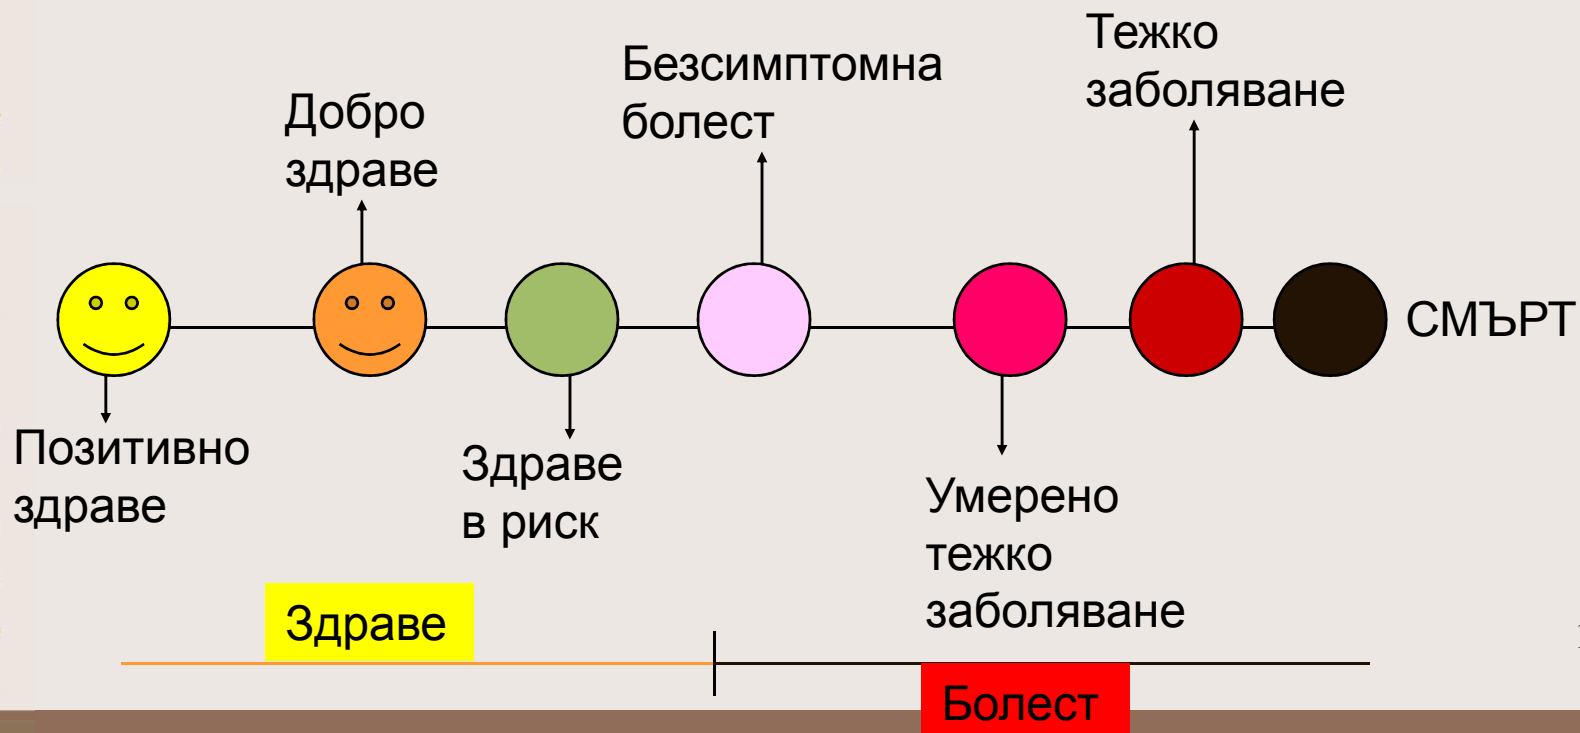 Тежко
заболяване
Безсимптомна
болест
Добро
здраве
СМЪРТ
Позитивно
здраве
Здраве
в риск
Умерено
тежко
заболяване
Здраве
Болест